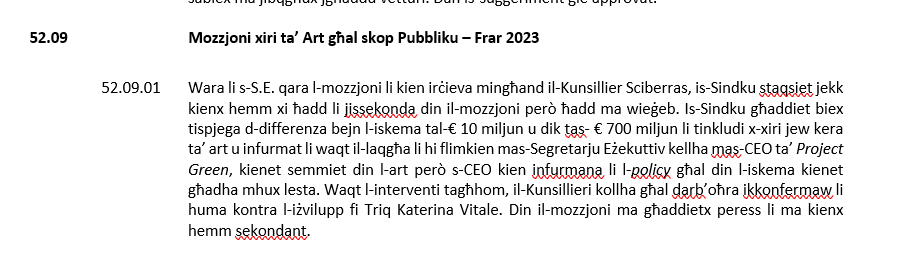 sabiex ma jibqgħux jgħaddu vetturi. Dan is-suġġeriment ġie approvat.
52.09 Mozzjoni xiri ta’ Art għal skop Pubbliku – Frar 2023
52.09.01 Wara li s-S.E. qara l-mozzjoni li kien irċieva mingħand il-Kunsillier Sciberras, is-Sindku staqsiet jekk
kienx hemm xi ħadd li jissekonda din il-mozzjoni però ħadd ma wieġeb. Is-Sindku għaddiet biex
tispjega d-differenza bejn l-iskema tal-€ 10 miljun u dik tas- € 700 miljun li tinkludi x-xiri jew kera
ta’ art u infurmat li waqt il-laqgħa li hi flimkien mas-Segretarju Eżekuttiv kellha mas-CEO ta’ Project
Green, kienet semmiet din l-art però s-CEO kien infurmana li l-policy għal din l-iskema kienet
għadha mhux lesta. Waqt l-interventi tagħhom, il-Kunsillieri kollha għal darb’oħra ikkonfermaw li
huma kontra l-iżvilupp fi Triq Katerina Vitale. Din il-mozzjoni ma għaddietx peress li ma kienx
hemm sekondant.